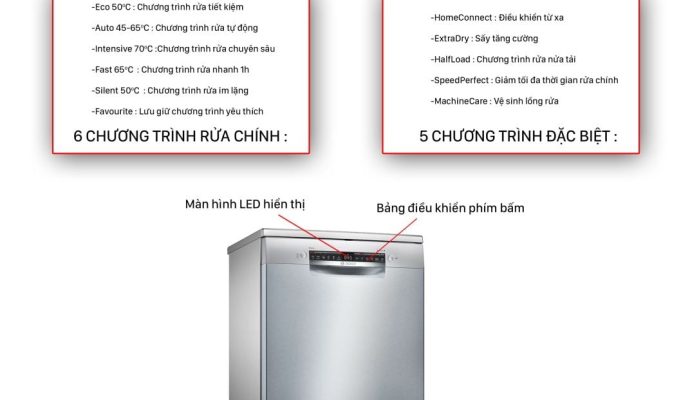 -Eco 50°C : Chương trình rửa tiết kiệm
-Auto 45-65°C : Chương trình rửa tự động
-Intensive 70°C :Chương trình rửa chuyên sâu
-Fast 65°C : Chương trình rửa nhanh 1h
-Silent 50°C : Chương trình rửa im lặng
-Favourite : Lưu giữ chương trình yêu thích
6 CHƯƠNG TRÌNH RỬA CHÍNH :
-HomeConnect : Điều khiển từ xa
-ExtraDry : Sấy tăng cường
-HalfLoad : Chương trình rửa nửa tải
-SpeedPerfect : Giảm tối đa thời gian rửa chính
-MachineCare : Vệ sinh lồng rửa
5 CHƯƠNG TRÌNH ĐẶC BIỆT :
Màn hình LED hiển thị
Bảng điều khiển phím bấm